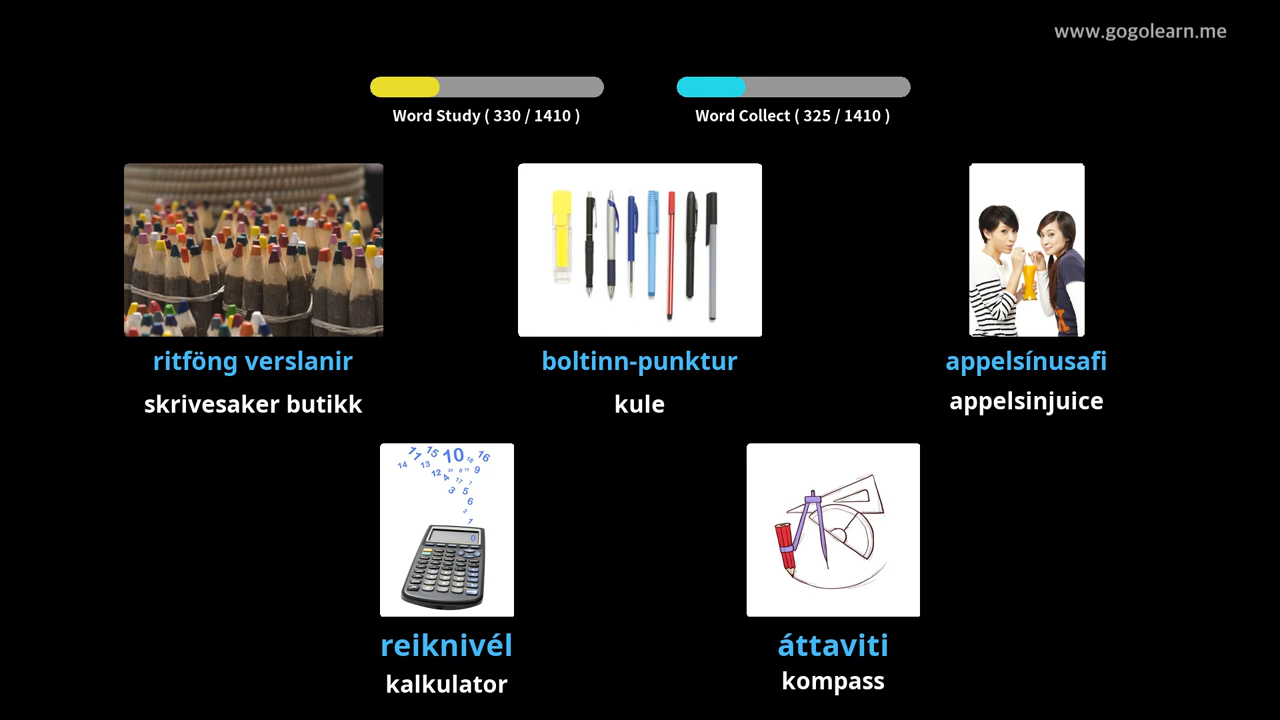 www.gogolearn.me
Word Study ( 330 / 1410 )
Word Collect ( 325 / 1410 )
ritföng verslanir
boltinn-punktur
appelsínusafi
skrivesaker butikk
kule
appelsinjuice
reiknivél
áttaviti
kalkulator
kompass